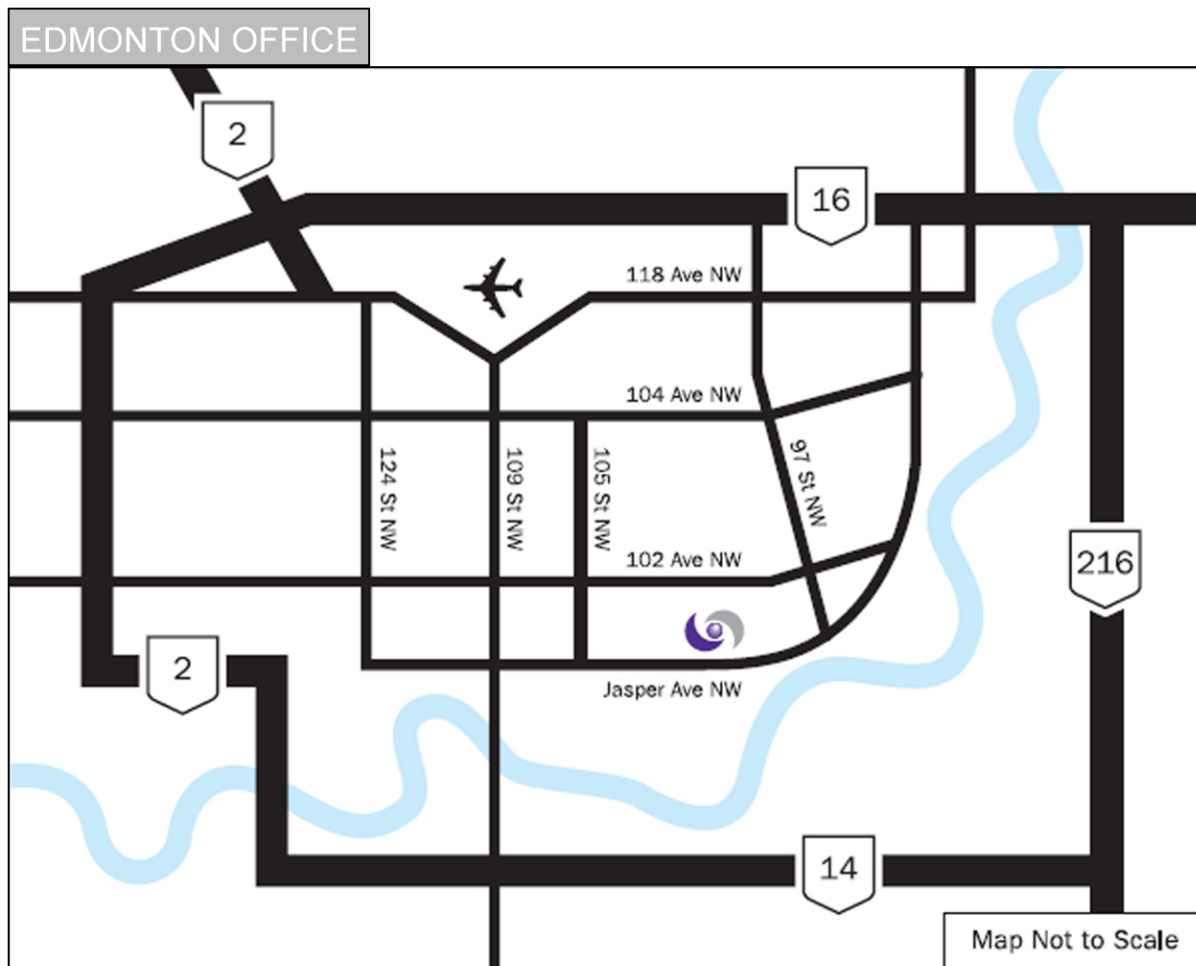 EDMONTON OFFICE
2
16
118 Ave NW
104 Ave NW
124 St NW
109 St NW
105 St NW
97 St NW
102 Ave NW
216
2
Jasper Ave NW
14
Map Not to Scale